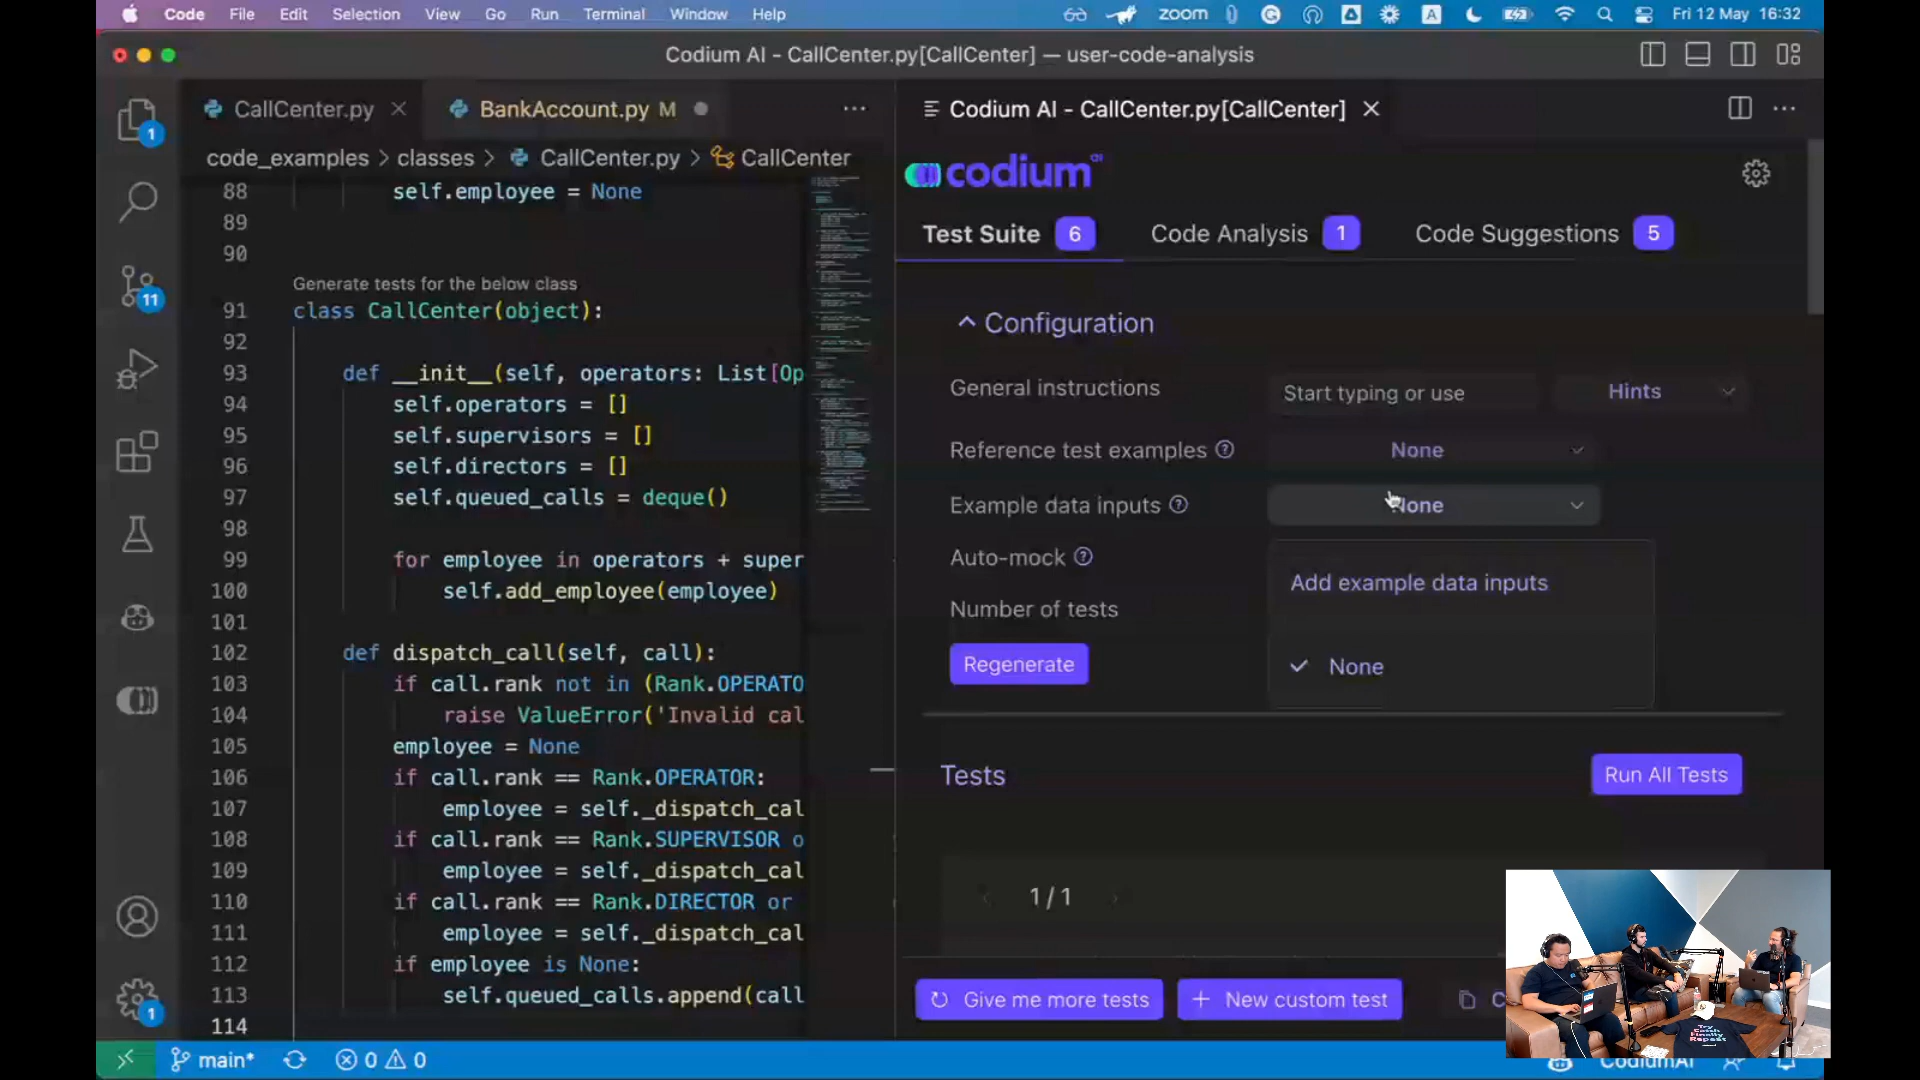 Code File Edit Selection View Go Run Terminal Window Help zoom A Fri 12 May 16:32
Codium AI - CallCenter.py[CallCenter] — user-code-analysis
CallCenter.py BankAccount.py M
code_examples > classes > CallCenter.py > CallCenter
88 self.employee = None
89
90
Generate tests for the below class
91 class CallCenter(object):
92
93 def __init__(self, operators: List[Op
94 self.operators = []
95 self.supervisors = []
96 self.directors = []
97 self.queued_calls = deque()
98
99 for employee in operators + super
100 self.add_employee(employee)
101
102 def dispatch_call(self, call):
103 if call.rank not in (Rank.OPERATO
104 raise ValueError('Invalid cal
105 employee = None
106 if call.rank == Rank.OPERATOR:
107 employee = self._dispatch_cal
108 if call.rank == Rank.SUPERVISOR o
109 employee = self._dispatch_cal
110 if call.rank == Rank.DIRECTOR or
111 employee = self._dispatch_cal
112 if employee is None:
113 self.queued_calls.append(call
114
1
11
1
Codium AI - CallCenter.py[CallCenter]
codium ai
Test Suite 6 Code Analysis 1 Code Suggestions 5
Configuration
General instructions Start typing or use Hints
Reference test examples None
Example data inputs None
Auto-mock
Add example data inputs
Number of tests
Regenerate
None
Tests Run All Tests
1 / 1
Give me more tests + New custom test C
Try
Catch
Finally
Repeat
main* 0 0 CodiumAI